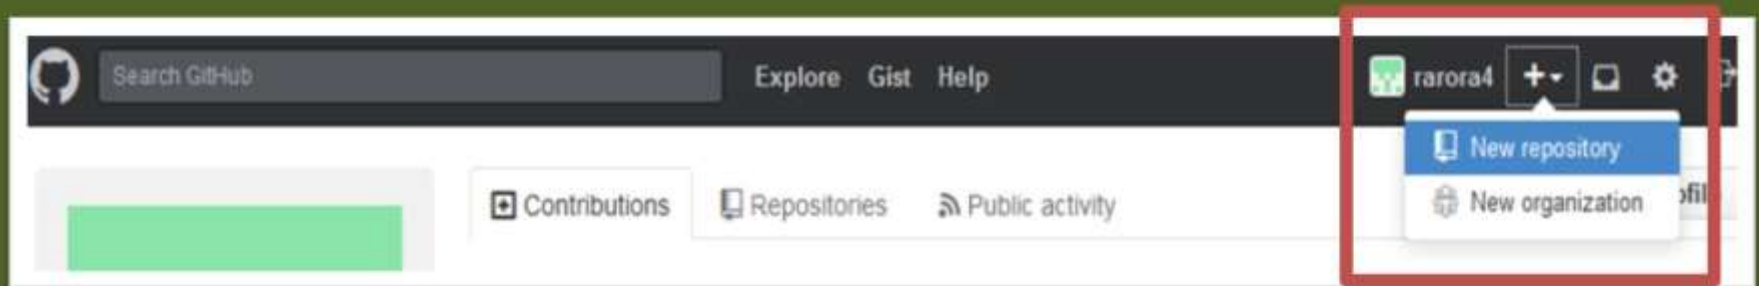 Search GitHub Explore Gist Help rarora4
New repository
Contributions Repositories Public activity
New organization